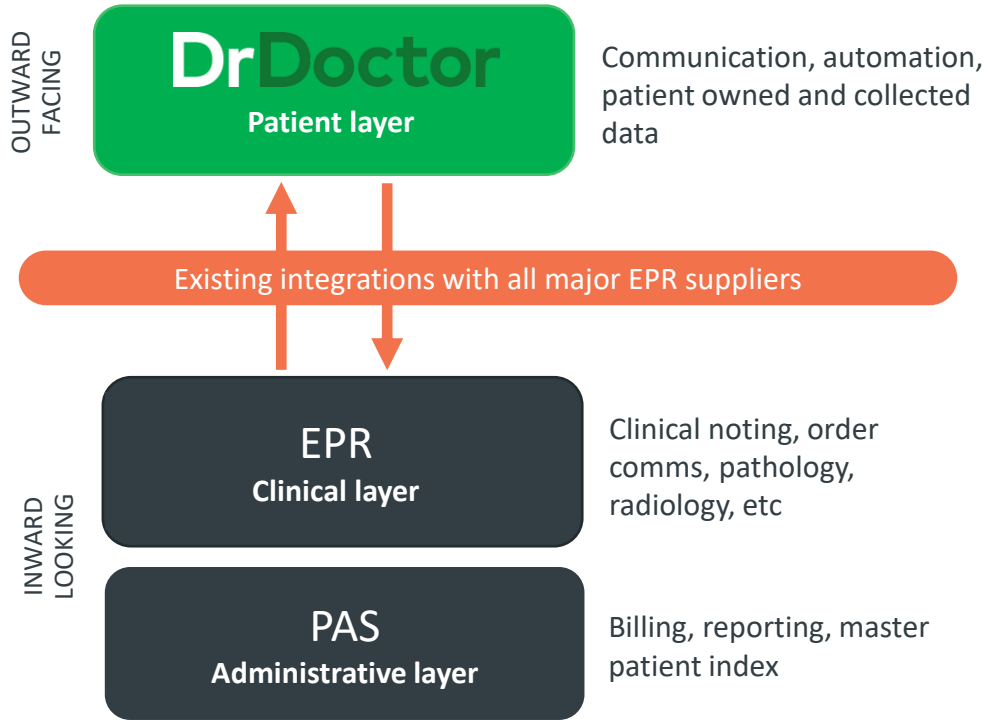 OUTWARD
FACING
DrDoctor
Patient layer
Communication, automation,
patient owned and collected
data
Existing integrations with all major EPR suppliers
INWARD
LOOKING
EPR
Clinical layer
Clinical noting, order
comms, pathology,
radiology, etc
PAS
Administrative layer
Billing, reporting, master
patient index